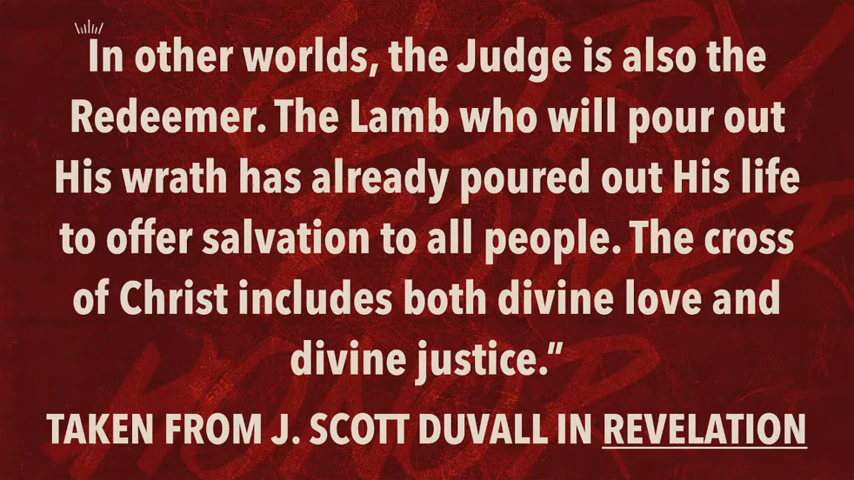 In other worlds, the Judge is also the
Redeemer. The Lamb who will pour out
His wrath has already poured out His life
to offer salvation to all people. The cross
of Christ includes both divine love and
divine justice.”
TAKEN FROM J. SCOTT DUVALL IN REVELATION